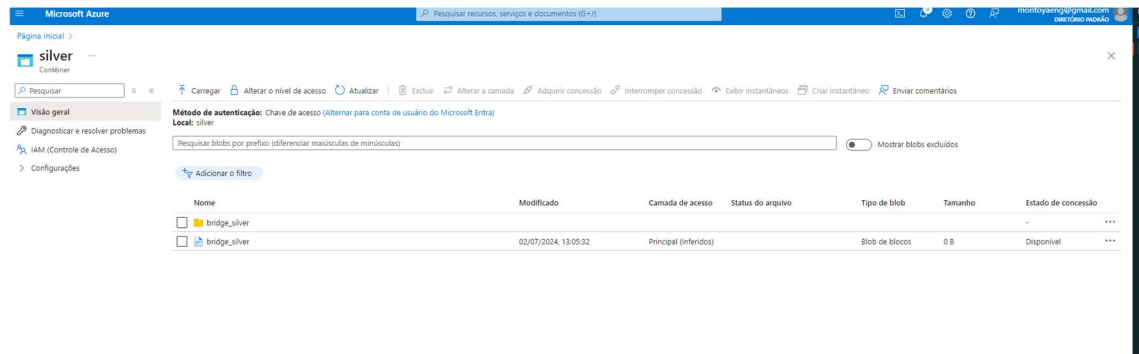 Microsoft Azure
Pesquisar recursos, serviços e documentos (G+/)
montoyaeng@gmail.com
DIRETÓRIO PADRÃO
Página inicial >
silver ...
Contêiner
Pesquisar
Carregar Alterar o nível de acesso Atualizar Excluir Alterar a camada Adquirir concessão Interromper concessão Exibir instantâneos Criar instantâneo Enviar comentários
Visão geral
Diagnosticar e resolver problemas
IAM (Controle de Acesso)
Configurações
Método de autenticação: Chave de acesso (Alternar para conta de usuário do Microsoft Entra)
Local: silver
Pesquisar blobs por prefixo (diferenciar maiúsculas de minúsculas)
Mostrar blobs excluídos
Adicionar o filtro
Nome Modificado Camada de acesso Status do arquivo Tipo de blob Tamanho Estado de concessão
bridge_silver -
bridge_silver 02/07/2024, 13:05:32 Principal (Inferidos) Blob de blocos 0 B Disponível